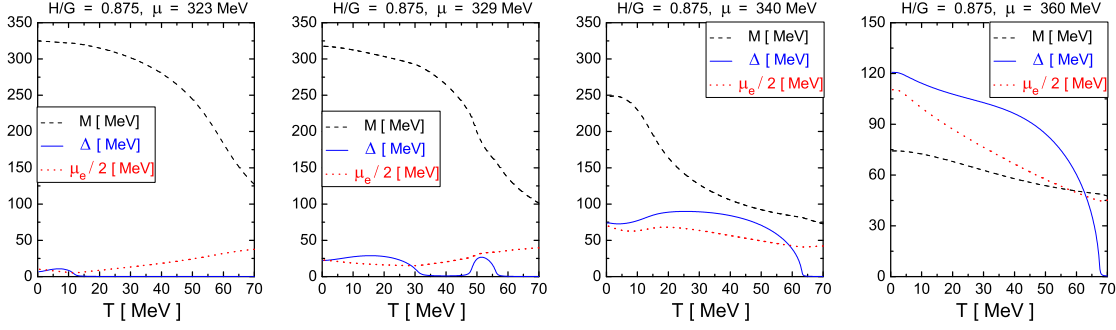 H/G = 0.875, μ = 323 MeV
350
300
250
200
150
100
50
0
M [ MeV]
Δ [ MeV]
μe / 2 [ MeV]
0 10 20 30 40 50 60 70
T [ MeV ]
H/G = 0.875, μ = 329 MeV
350
300
250
200
150
100
50
0
M [ MeV]
Δ [ MeV]
μe / 2 [ MeV]
0 10 20 30 40 50 60 70
T [ MeV ]
H/G = 0.875, μ = 340 MeV
350
300
250
200
150
100
50
0
M [ MeV]
Δ [ MeV]
μe / 2 [ MeV]
0 10 20 30 40 50 60 70
T [ MeV ]
H/G = 0.875, μ = 360 MeV
150
120
90
60
30
0
M [ MeV]
Δ [ MeV]
μe / 2 [ MeV]
0 10 20 30 40 50 60 70
T [ MeV ]